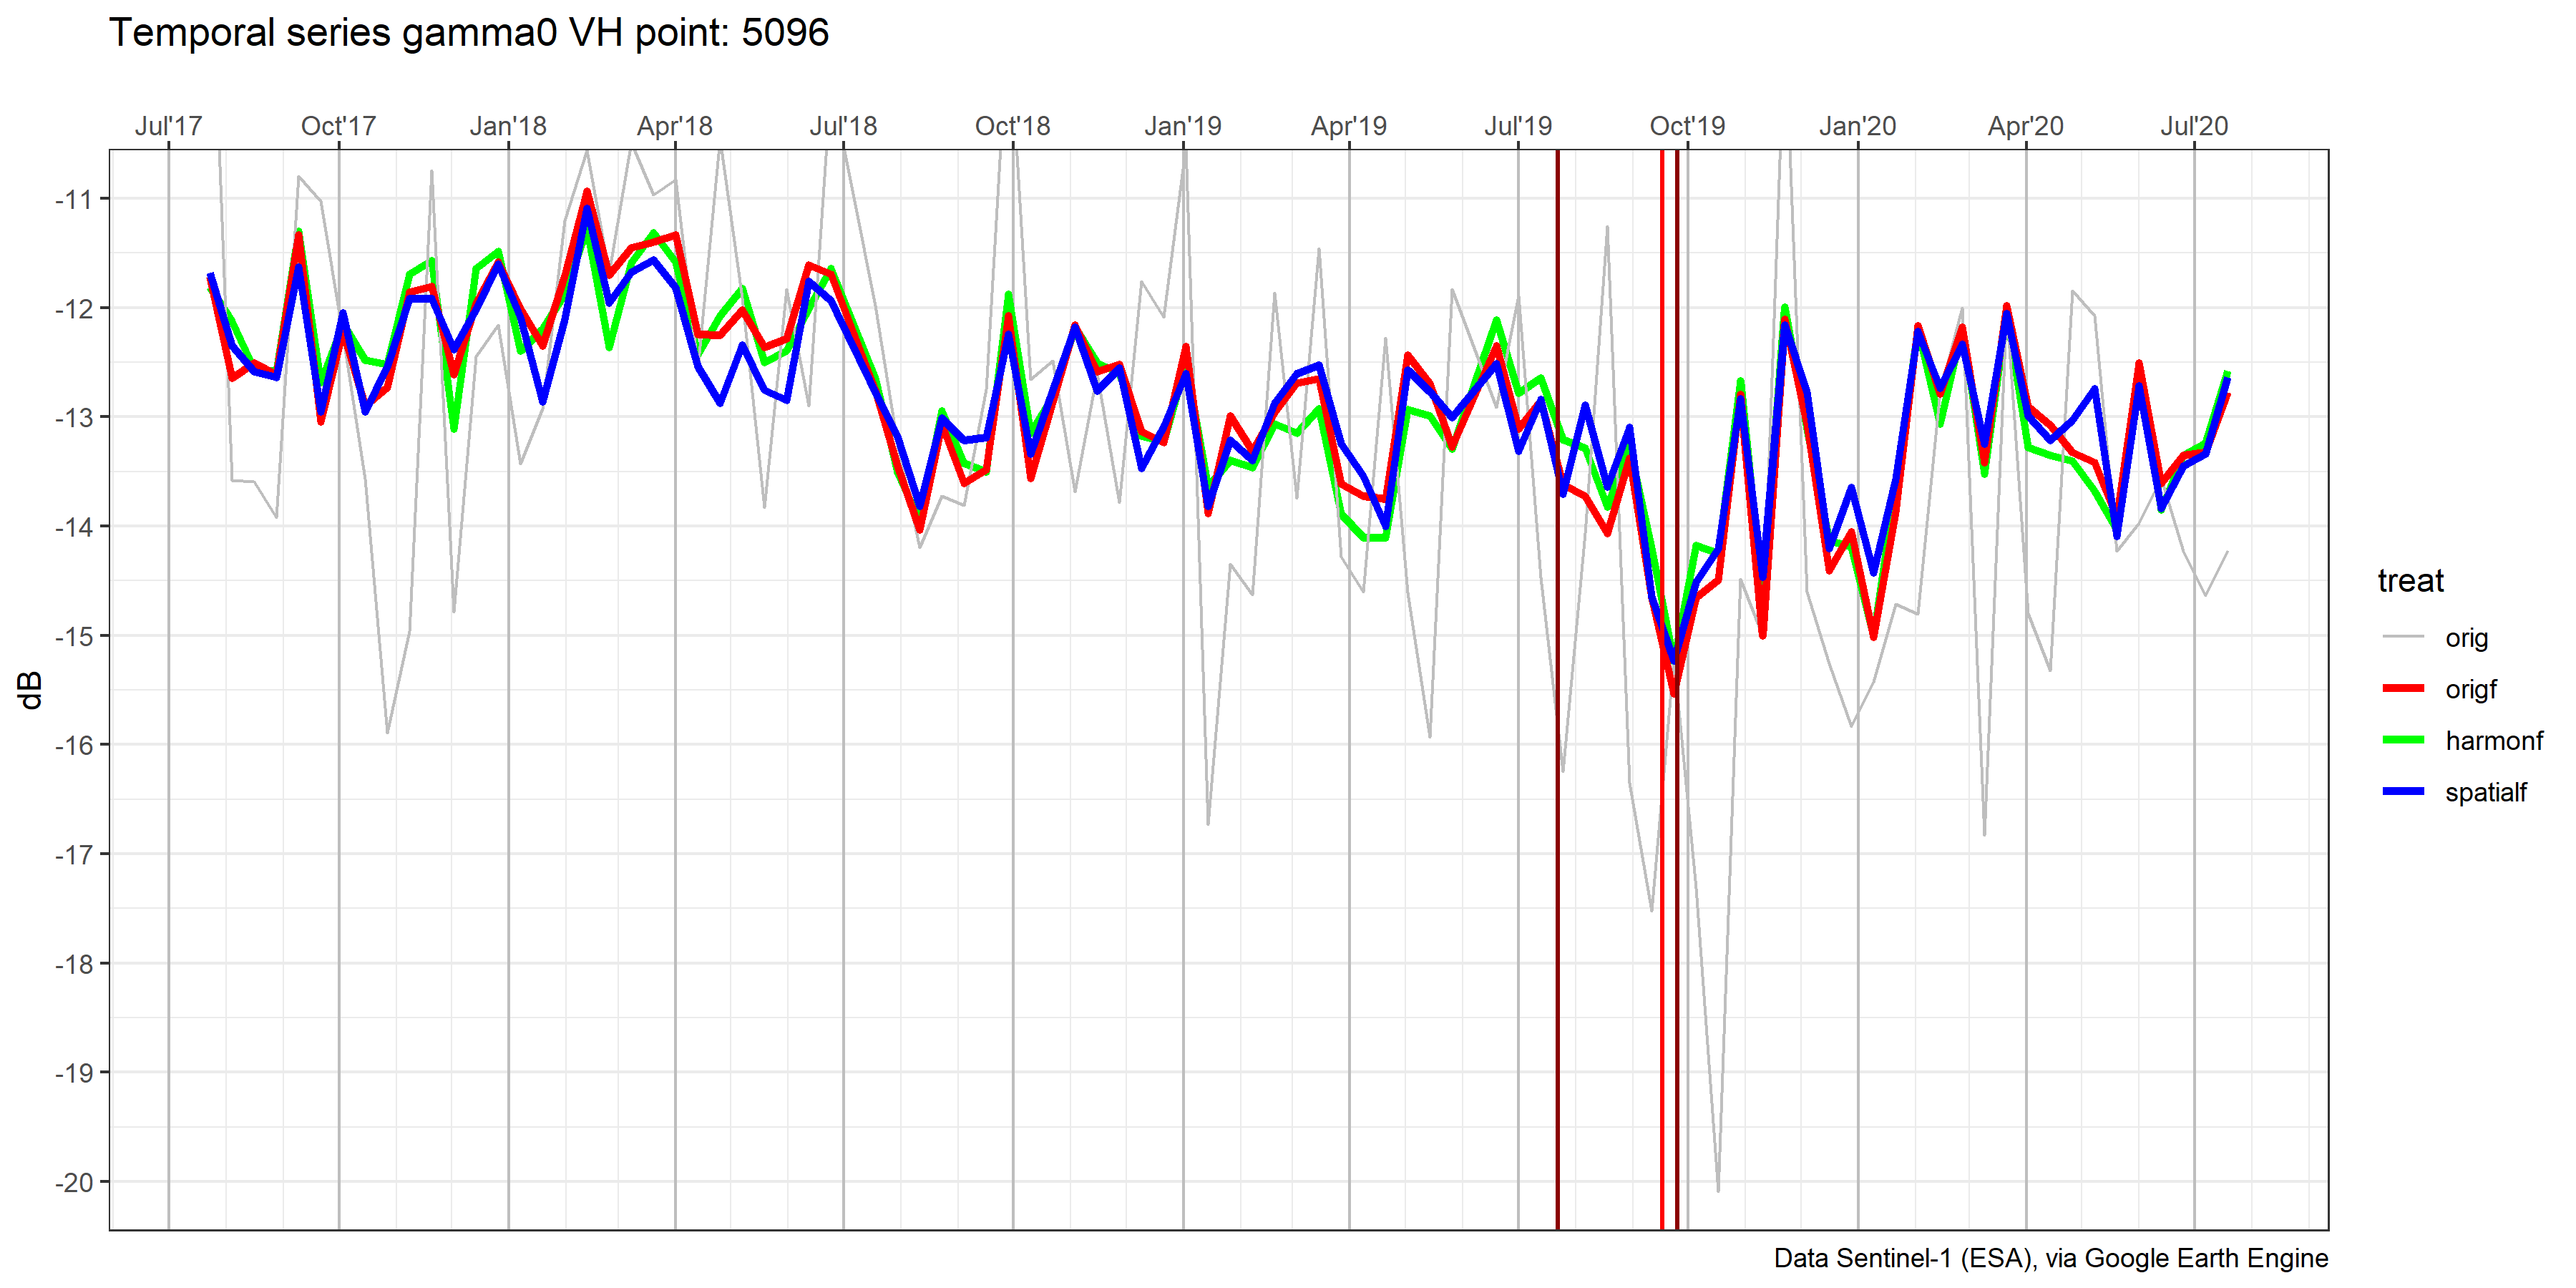 Temporal series gamma0 VH point: 5096
Jul'17 Oct'17 Jan'18 Apr'18 Jul'18 Oct'18 Jan'19 Apr'19 Jul'19 Oct'19 Jan'20 Apr'20 Jul'20
-11
-12
-13
-14
-15
-16
-17
-18
-19
-20
dB
treat
orig
origf
harmonf
spatialf
Data Sentinel-1 (ESA), via Google Earth Engine